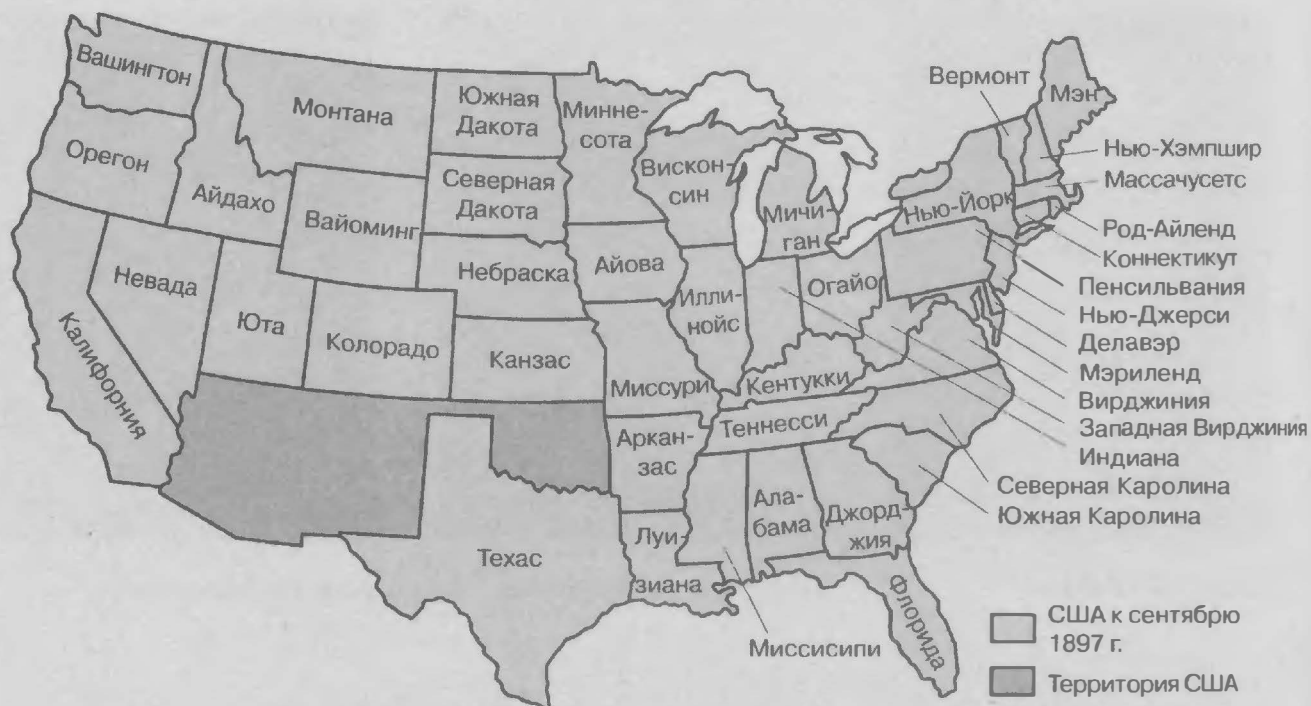 Вашингтон
Монтана
Южная
Дакота
Минне-
сота
Вермонт
Мэн
Орегон
Айдахо
Вайоминг
Северная
Дакота
Вискон-
син
Мичи-
ган
Нью-Йорк
Нью-Хэмпшир
Массачусетс
Род-Айленд
Коннектикут
Пенсильвания
Нью-Джерси
Делавэр
Мэриленд
Вирджиния
Западная Вирджиния
Индиана
Северная Каролина
Южная Каролина
Невада
Юта
Колорадо
Небраска
Канзас
Айова
Илли-
нойс
Огайо
Калифорния
Миссури
Кентукки
Теннесси
Аркан-
зас
Ала-
бама
Джорд-
жия
Техас
Луи-
зиана
Флорида
Миссисипи
США к сентябрю
1897 г.
Территория США